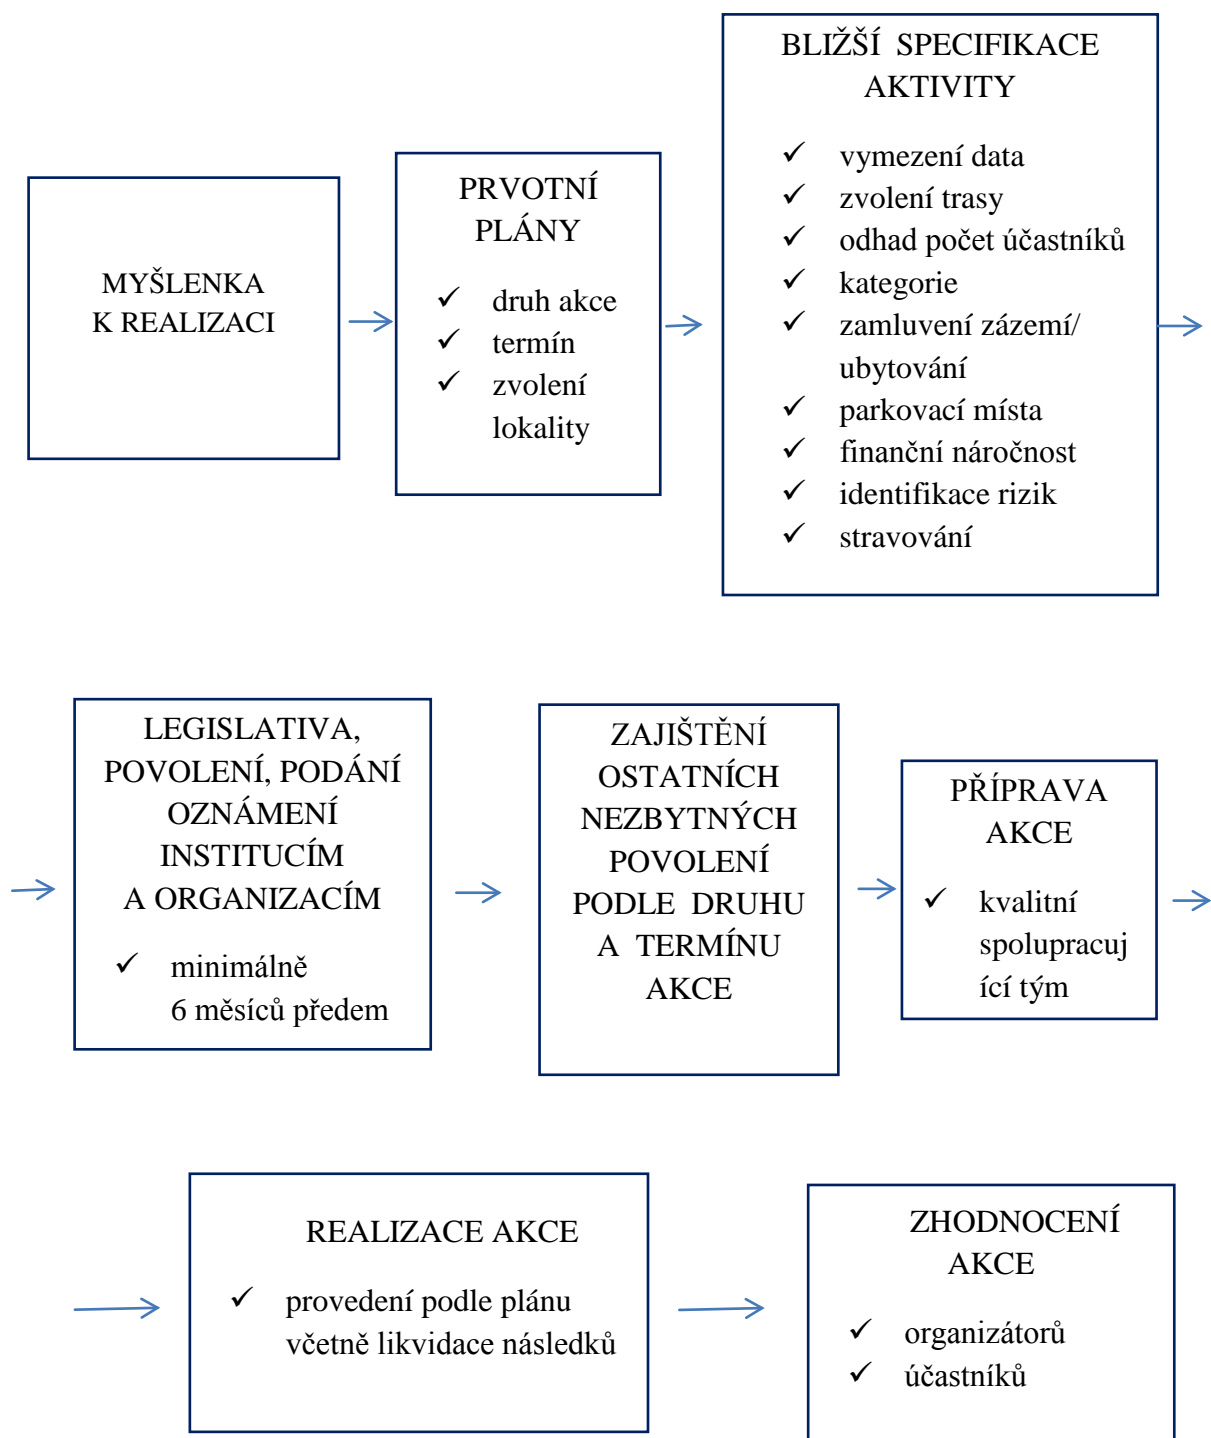 MYŠLENKA
K REALIZACI
PRVOTNÍ
PLÁNY
✓ druh akce
✓ termín
✓ zvolení
lokality
BLIŽŠÍ SPECIFIKACE
AKTIVITY
✓ vymezení data
✓ zvolení trasy
✓ odhad počet účastníků
✓ kategorie
✓ zamluvení zázemí/
ubytování
✓ parkovací místa
✓ finanční náročnost
✓ identifikace rizik
✓ stravování
LEGISLATIVA,
POVOLENÍ, PODÁNÍ
OZNÁMENÍ
INSTITUCÍM
A ORGANIZACÍM
✓ minimálně
6 měsíců předem
ZAJIŠTĚNÍ
OSTATNÍCH
NEZBYTNÝCH
POVOLENÍ
PODLE DRUHU
A TERMÍNU
AKCE
PŘÍPRAVA
AKCE
✓ kvalitní
spolupracuj
ící tým
REALIZACE AKCE
✓ provedení podle plánu
včetně likvidace následků
ZHODNOCENÍ
AKCE
✓ organizátorů
✓ účastníků